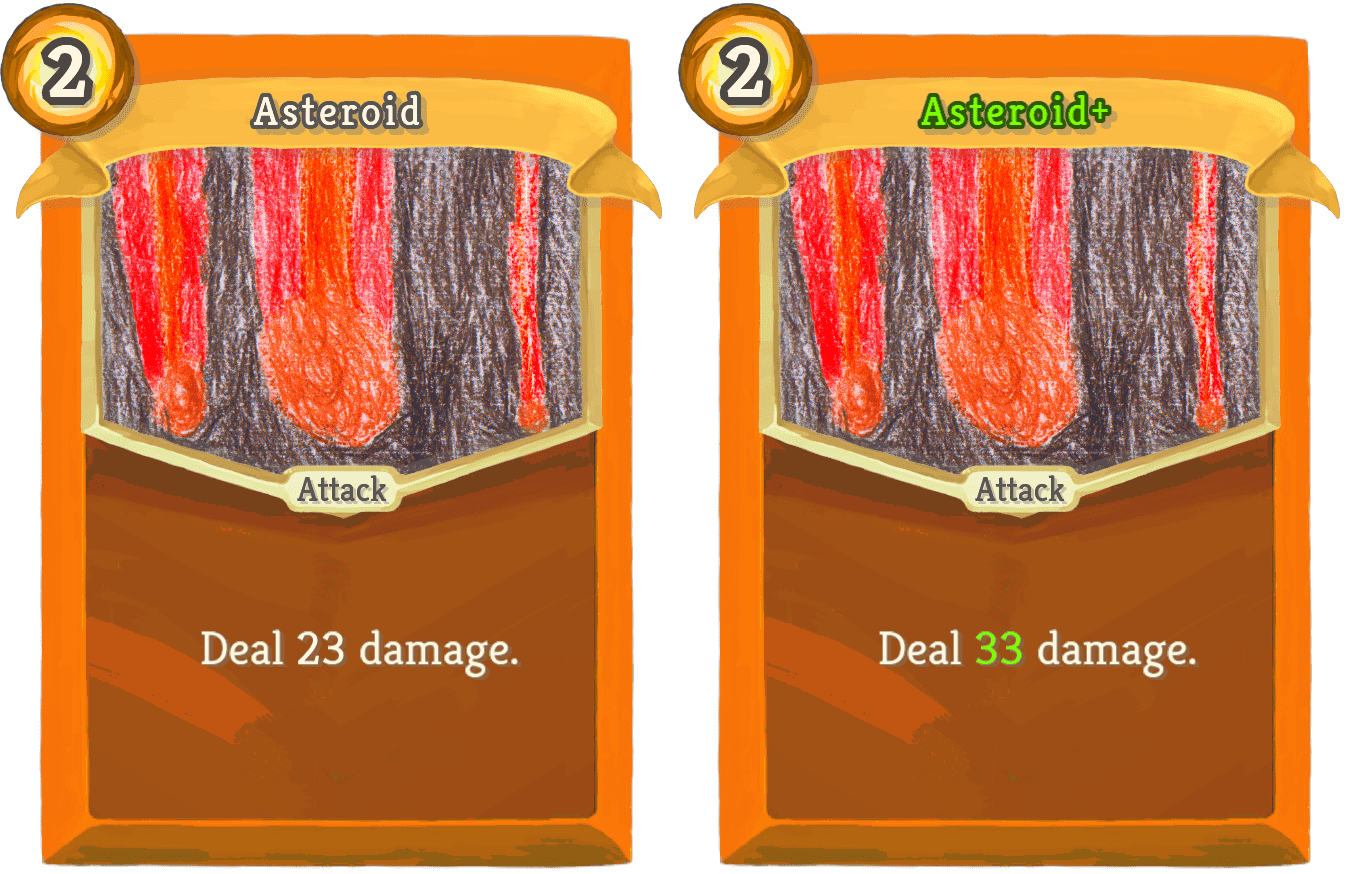 2
Asteroid
Attack
Deal 23 damage.
2
Asteroid+
Attack
Deal 33 damage.